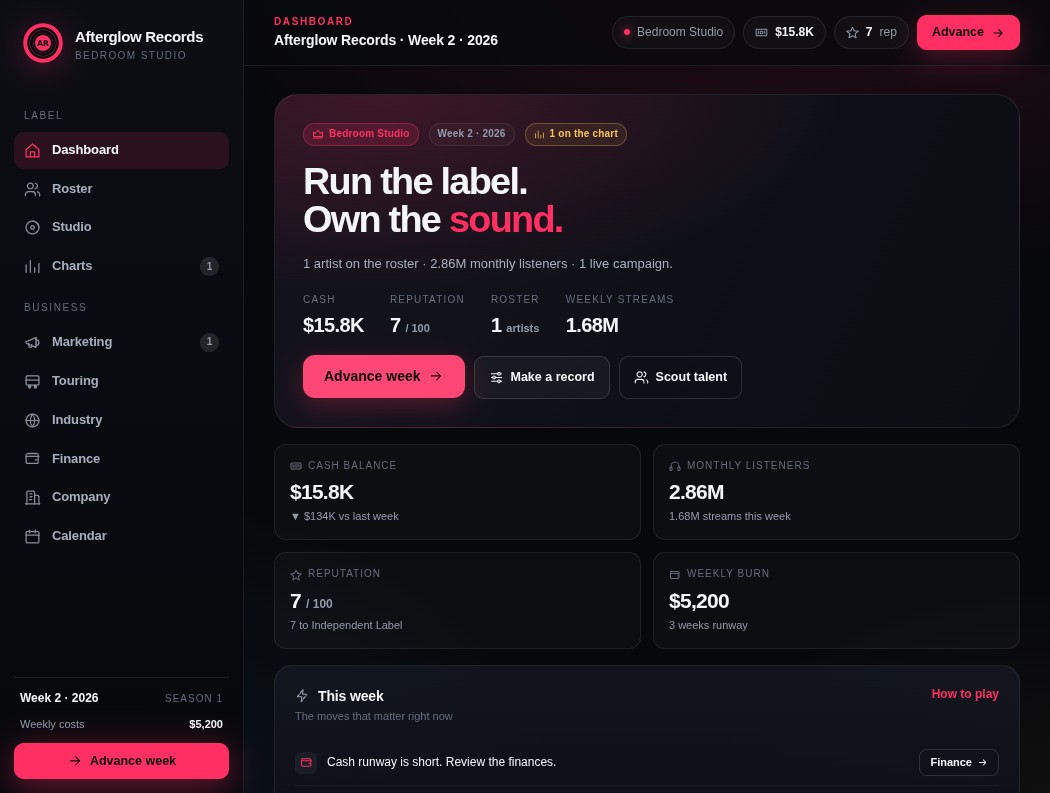 AR
Afterglow Records
BEDROOM STUDIO
LABEL
Dashboard
Roster
Studio
Charts 1
BUSINESS
Marketing 1
Touring
Industry
Finance
Company
Calendar
Week 2 · 2026 SEASON 1
Weekly costs $5,200
→ Advance week
DASHBOARD
Afterglow Records · Week 2 · 2026
Bedroom Studio $15.8K 7 rep Advance →
Bedroom Studio Week 2 · 2026 1 on the chart
Run the label.
Own the sound.
1 artist on the roster · 2.86M monthly listeners · 1 live campaign.
CASH REPUTATION ROSTER WEEKLY STREAMS
$15.8K 7 / 100 1 artists 1.68M
Advance week → Make a record Scout talent
CASH BALANCE
$15.8K
▼ $134K vs last week
MONTHLY LISTENERS
2.86M
1.68M streams this week
REPUTATION
7 / 100
7 to Independent Label
WEEKLY BURN
$5,200
3 weeks runway
This week How to play
The moves that matter right now
Cash runway is short. Review the finances. Finance →